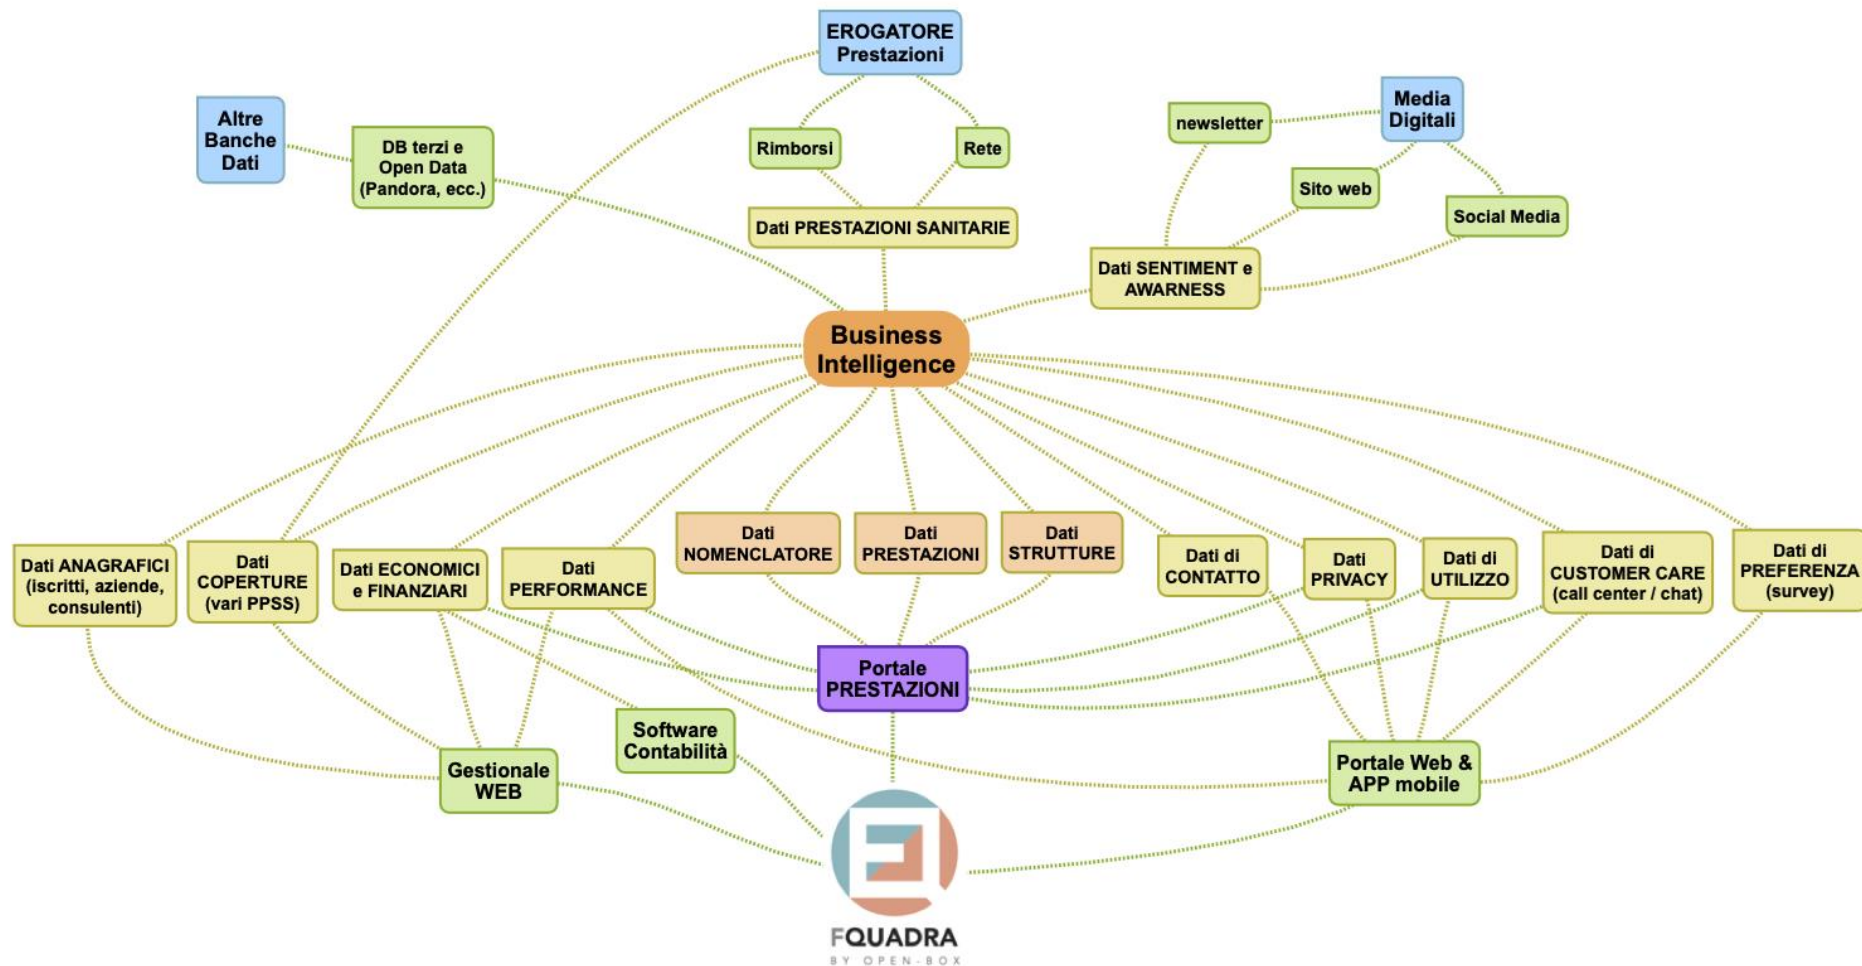 EROGATORE
Prestazioni
Altre
Banche
Dati
DB terzi e
Open Data
(Pandora, ecc.)
Rimborsi
Rete
newsletter
Media
Digitali
Sito web
Social Media
Dati PRESTAZIONI SANITARIE
Dati SENTIMENT e
AWARNESS
Business
Intelligence
Dati ANAGRAFICI
(iscritti, aziende,
consulenti)
Dati
COPERTURE
(vari PPSS)
Dati ECONOMICI
e FINANZIARI
Dati
PERFORMANCE
Dati
NOMENCLATORE
Dati
PRESTAZIONI
Dati
STRUTTURE
Dati di
CONTATTO
Dati
PRIVACY
Dati di
UTILIZZO
Dati di
CUSTOMER CARE
(call center / chat)
Dati di
PREFERENZA
(survey)
Portale
PRESTAZIONI
Software
Contabilità
Gestionale
WEB
Portale Web &
APP mobile
FQUADRA
BY OPEN-BOX